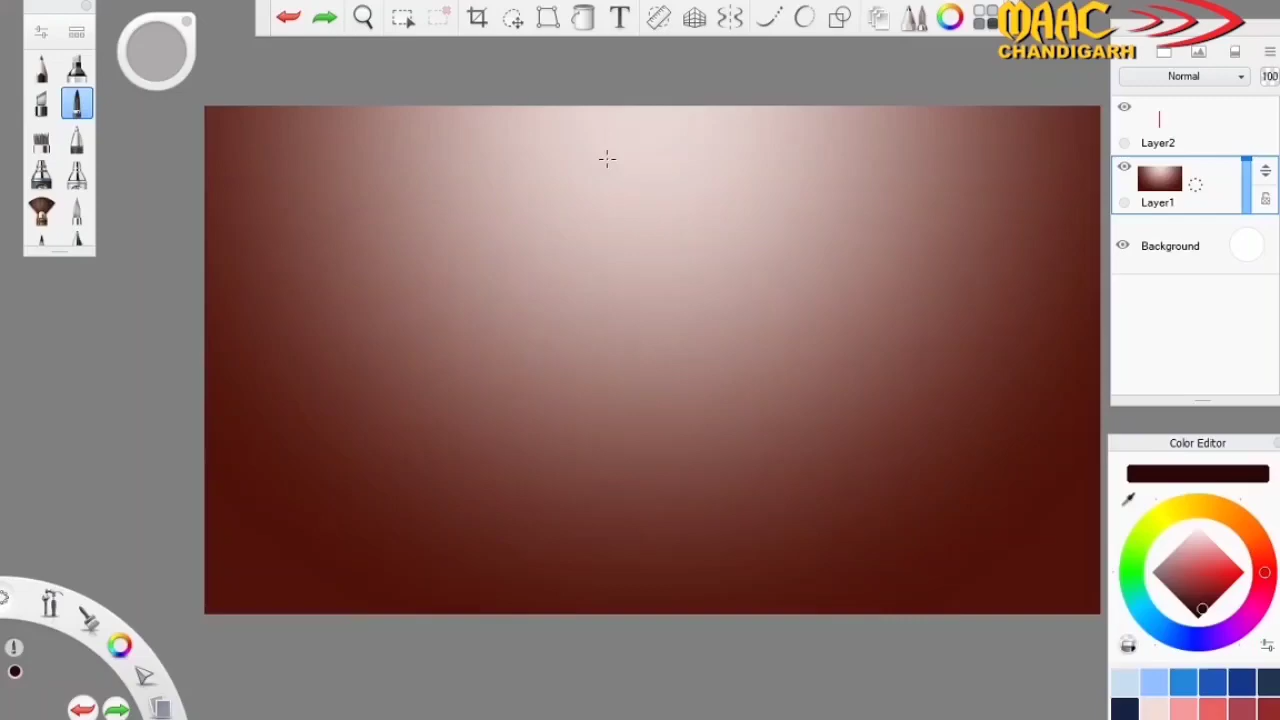 MAAC
CHANDIGARH
T
Normal
100
Layer2
Layer1
Background
Color Editor